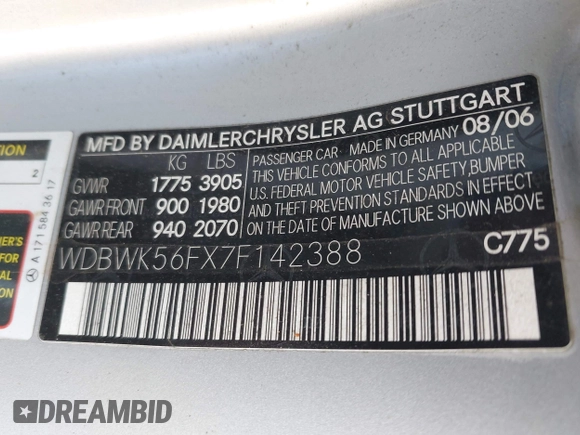 MFD BY DAIMLERCHRYSLER AG STUTTGART
KG LBS
GVWR 1775 3905
GAWR FRONT 900 1980
GAWR REAR 940 2070
PASSENGER CAR MADE IN GERMANY 08/06
THIS VEHICLE CONFORMS TO ALL APPLICABLE
U.S. FEDERAL MOTOR VEHICLE SAFETY, BUMPER
AND THEFT PREVENTION STANDARDS IN EFFECT
ON THE DATE OF MANUFACTURE SHOWN ABOVE.
WDBWK56FX7F142388
C775
2
A 171 584 36 17
FOR
DREAMBID